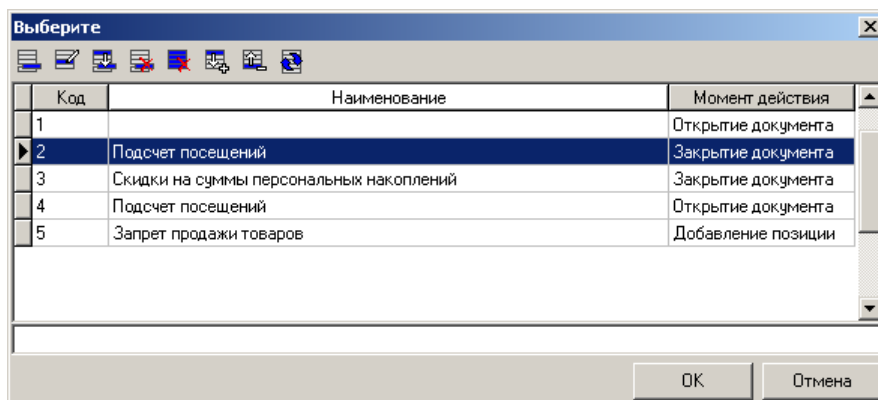 Выберите
Код Наименование Момент действия
1 Открытие документа
2 Подсчет посещений Закрытие документа
3 Скидки на суммы персональных накоплений Закрытие документа
4 Подсчет посещений Открытие документа
5 Запрет продажи товаров Добавление позиции
OK Отмена